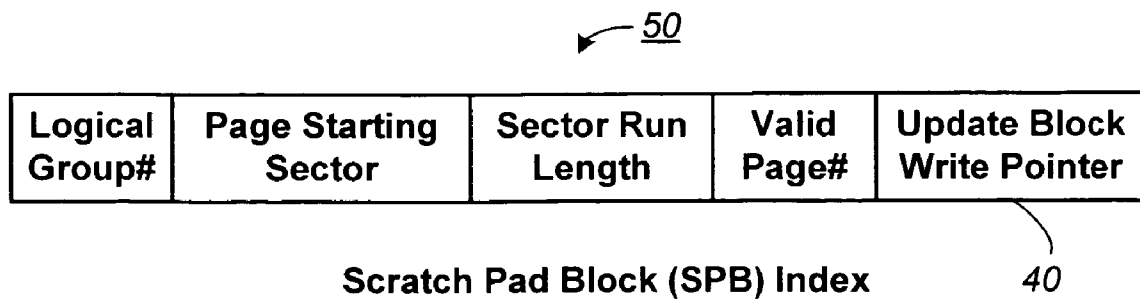 50
Logical Group#
Page Starting Sector
Sector Run Length
Valid Page#
Update Block Write Pointer
Scratch Pad Block (SPB) Index
40